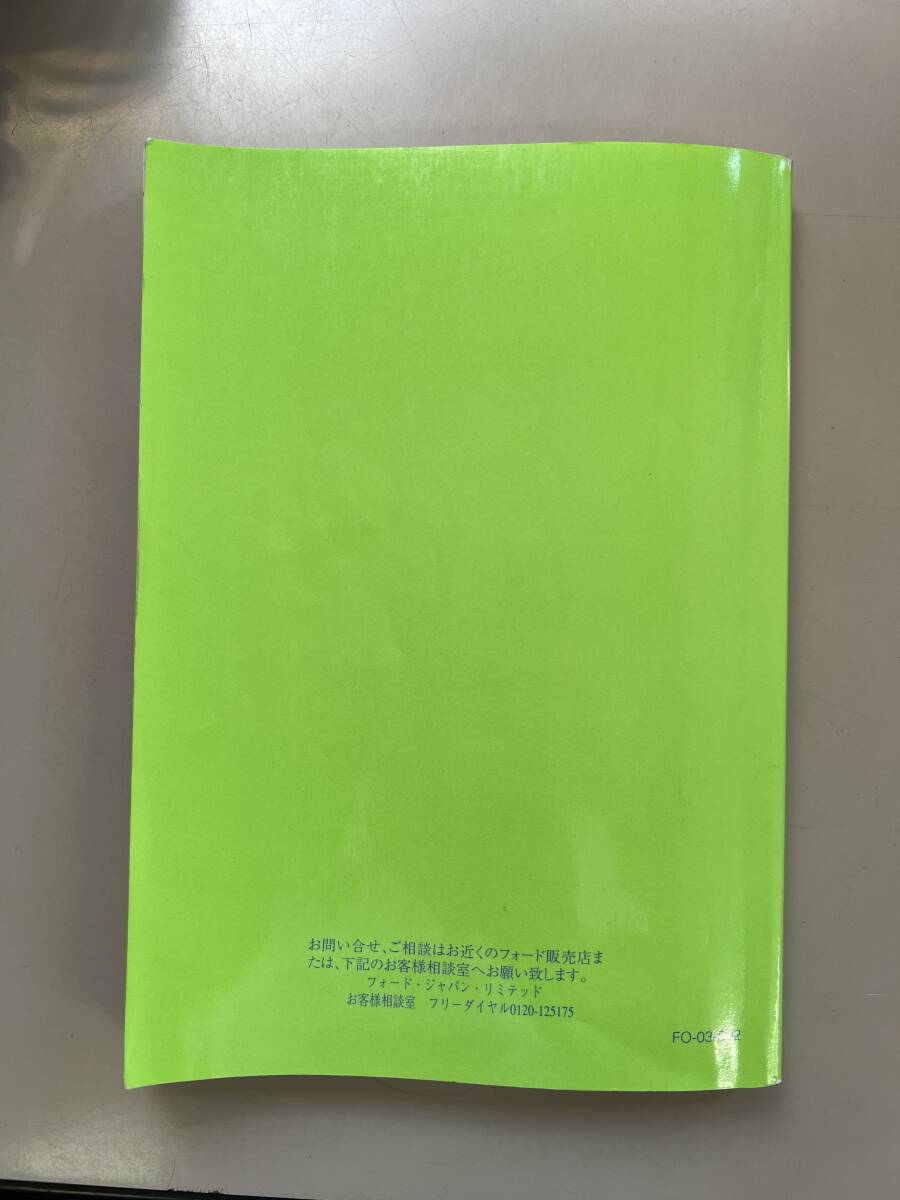 お問い合せ、ご相談はお近くのフォード販売店ま
たは、下記のお客様相談室へお願い致します。
フォード・ジャパン・リミテッド
お客様相談室　フリーダイヤル0120-125175